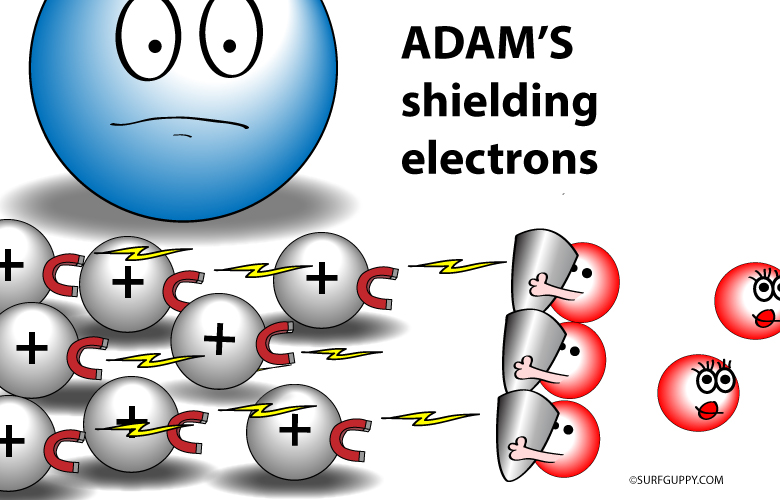 ADAM’S
shielding
electrons
+ + +
+ +
+ + +
©SURFGUPPY.COM